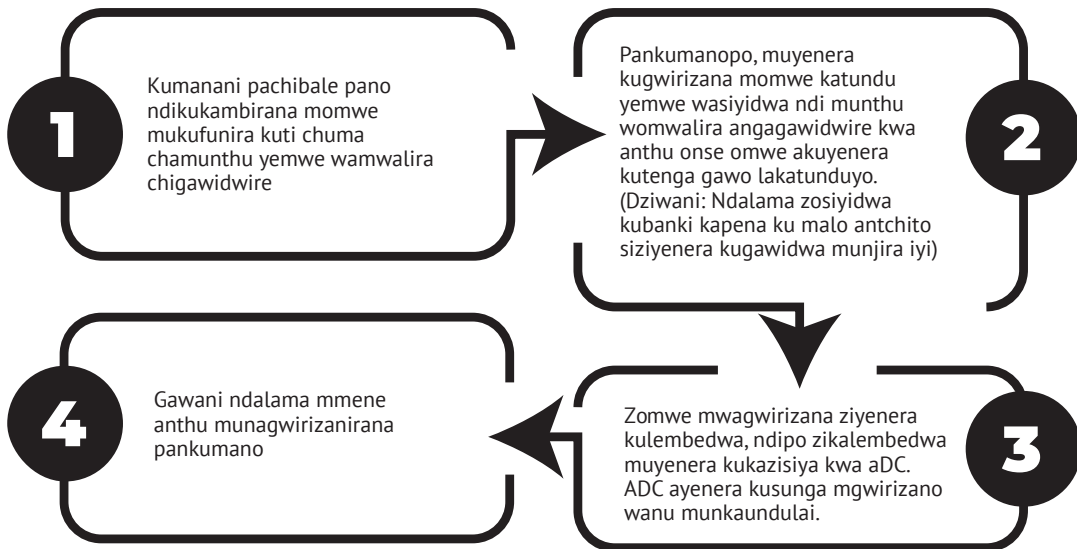 1
Kumanani pachibale pano
ndikukambirana momwe
mukufunira kuti chuma
chamunthu yemwe wamwalira
chigawidwire
2
Pankumanopo, muyenera
kugwirizana momwe katundu
yemwe wasiyidwa ndi munthu
womwalira angagawidwire kwa
anthu onse omwe akuyenera
kutenga gawo lakatunduyo.
(Dziwani: Ndalama zosiyidwa
kubanki kapena ku malo antchito
siziyenera kugawidwa munjira iyi)
3
Zomwe mwagwirizana ziyenera
kulembedwa, ndipo zikalembedwa
muyenera kukazisiya kwa aDC.
ADC ayenera kusunga mgwirizano
wanu munkaundulai.
4
Gawani ndalama mmene
anthu munagwirizanirana
pankumano